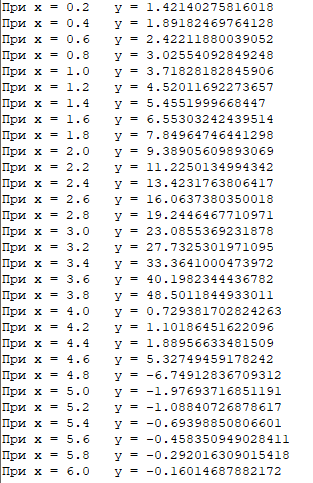 При x = 0.2 y = 1.42140275816018
При x = 0.4 y = 1.89182469764128
При x = 0.6 y = 2.42211880039052
При x = 0.8 y = 3.02554092849248
При x = 1.0 y = 3.71828182845906
При x = 1.2 y = 4.52011692273657
При x = 1.4 y = 5.4551999668447
При x = 1.6 y = 6.55303242439514
При x = 1.8 y = 7.84964746441298
При x = 2.0 y = 9.38905609893069
При x = 2.2 y = 11.2250134994342
При x = 2.4 y = 13.4231763806417
При x = 2.6 y = 16.0637380350018
При x = 2.8 y = 19.2446467710971
При x = 3.0 y = 23.0855369231878
При x = 3.2 y = 27.7325301971095
При x = 3.4 y = 33.3641000473972
При x = 3.6 y = 40.1982344436782
При x = 3.8 y = 48.5011844933011
При x = 4.0 y = 0.729381702824263
При x = 4.2 y = 1.10186451622096
При x = 4.4 y = 1.88956633481509
При x = 4.6 y = 5.32749459178242
При x = 4.8 y = -6.74912836709312
При x = 5.0 y = -1.97693716851191
При x = 5.2 y = -1.08840726878617
При x = 5.4 y = -0.69398850806601
При x = 5.6 y = -0.458350949028411
При x = 5.8 y = -0.292016309015418
При x = 6.0 y = -0.16014687882172